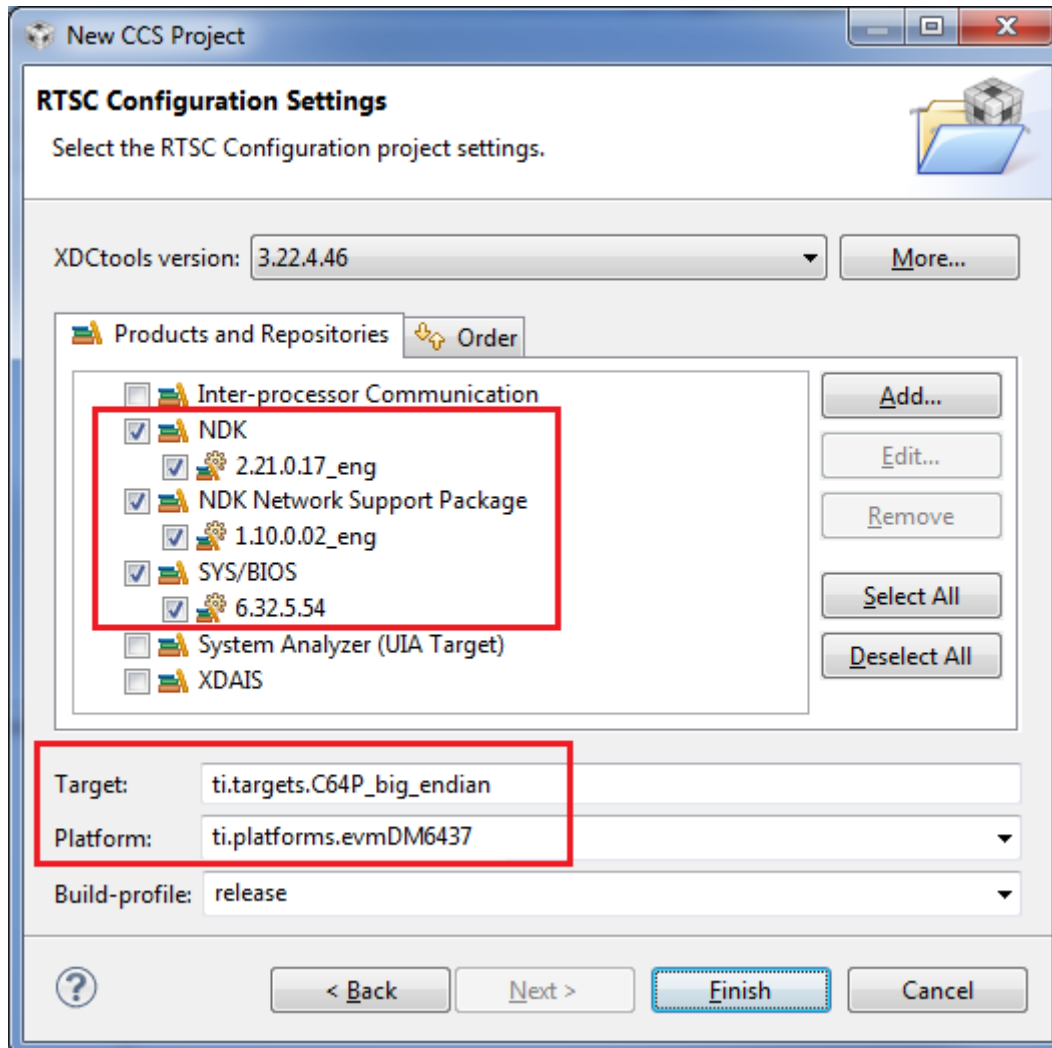 New CCS Project
RTSC Configuration Settings
Select the RTSC Configuration project settings.
XDCtools version: 3.22.4.46 More...
Products and Repositories Order
Inter-processor Communication
NDK
2.21.0.17_eng
NDK Network Support Package
1.10.0.02_eng
SYS/BIOS
6.32.5.54
System Analyzer (UIA Target)
XDAIS
Add...
Edit...
Remove
Select All
Deselect All
Target: ti.targets.C64P_big_endian
Platform: ti.platforms.evmDM6437
Build-profile: release
? < Back Next > Finish Cancel